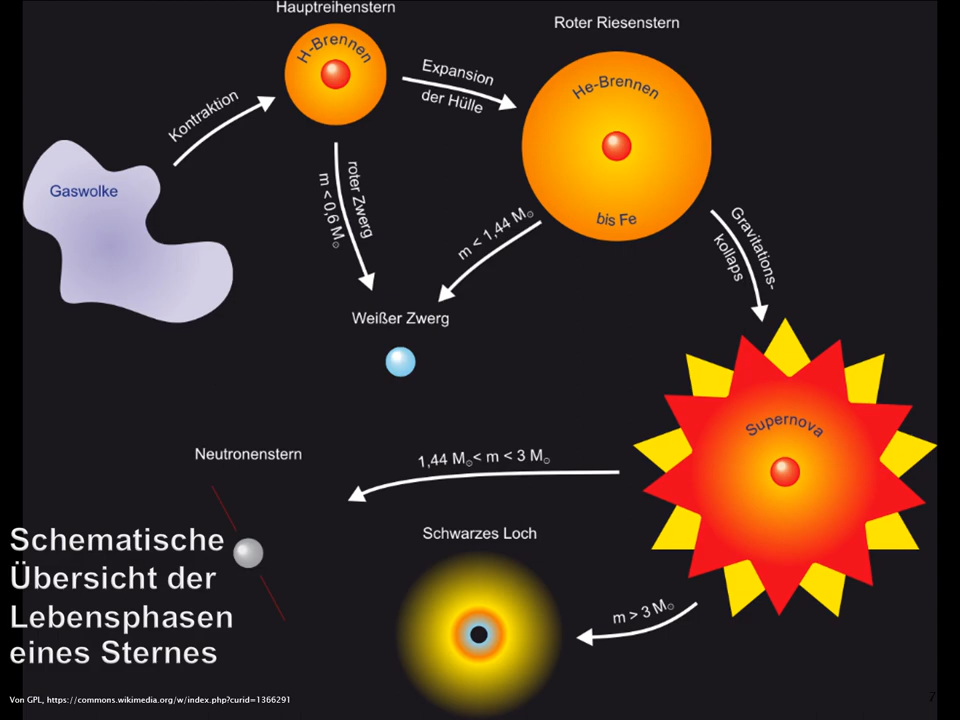 Hauptreihenstern
H-Brennen
Expansion
der Hülle
Roter Riesenstern
He-Brennen
bis Fe
Kontraktion
Gaswolke
roter Zwerg
m < 0,6 M☉
m < 1,44 M☉
Gravitations-
kollaps
Weißer Zwerg
Supernova
1,44 M☉< m < 3 M☉
Neutronenstern
Schwarzes Loch
m > 3 M☉
Schematische
Übersicht der
Lebensphasen
eines Sternes
Von GPL, https://commons.wikimedia.org/w/index.php?curid=1366291
7